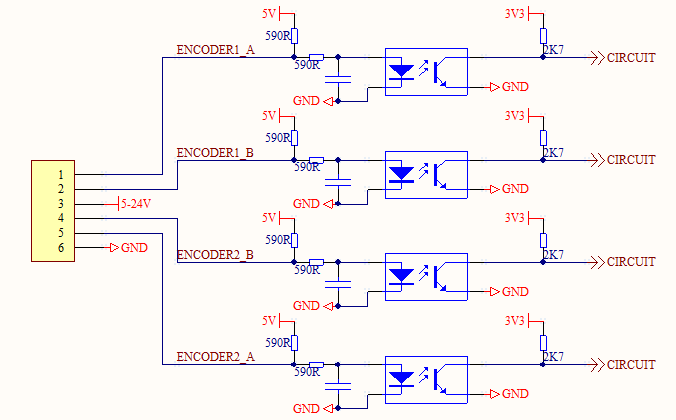 5V
3V3
590R
ENCODER1_A
2K7
590R
CIRCUIT
GND
GND
5V
3V3
590R
ENCODER1_B
2K7
590R
CIRCUIT
1
2
GND
GND
3
5-24V
4
5V
3V3
5
590R
6
GND
ENCODER2_B
2K7
590R
CIRCUIT
GND
GND
5V
3V3
590R
ENCODER2_A
2K7
590R
CIRCUIT
GND
GND